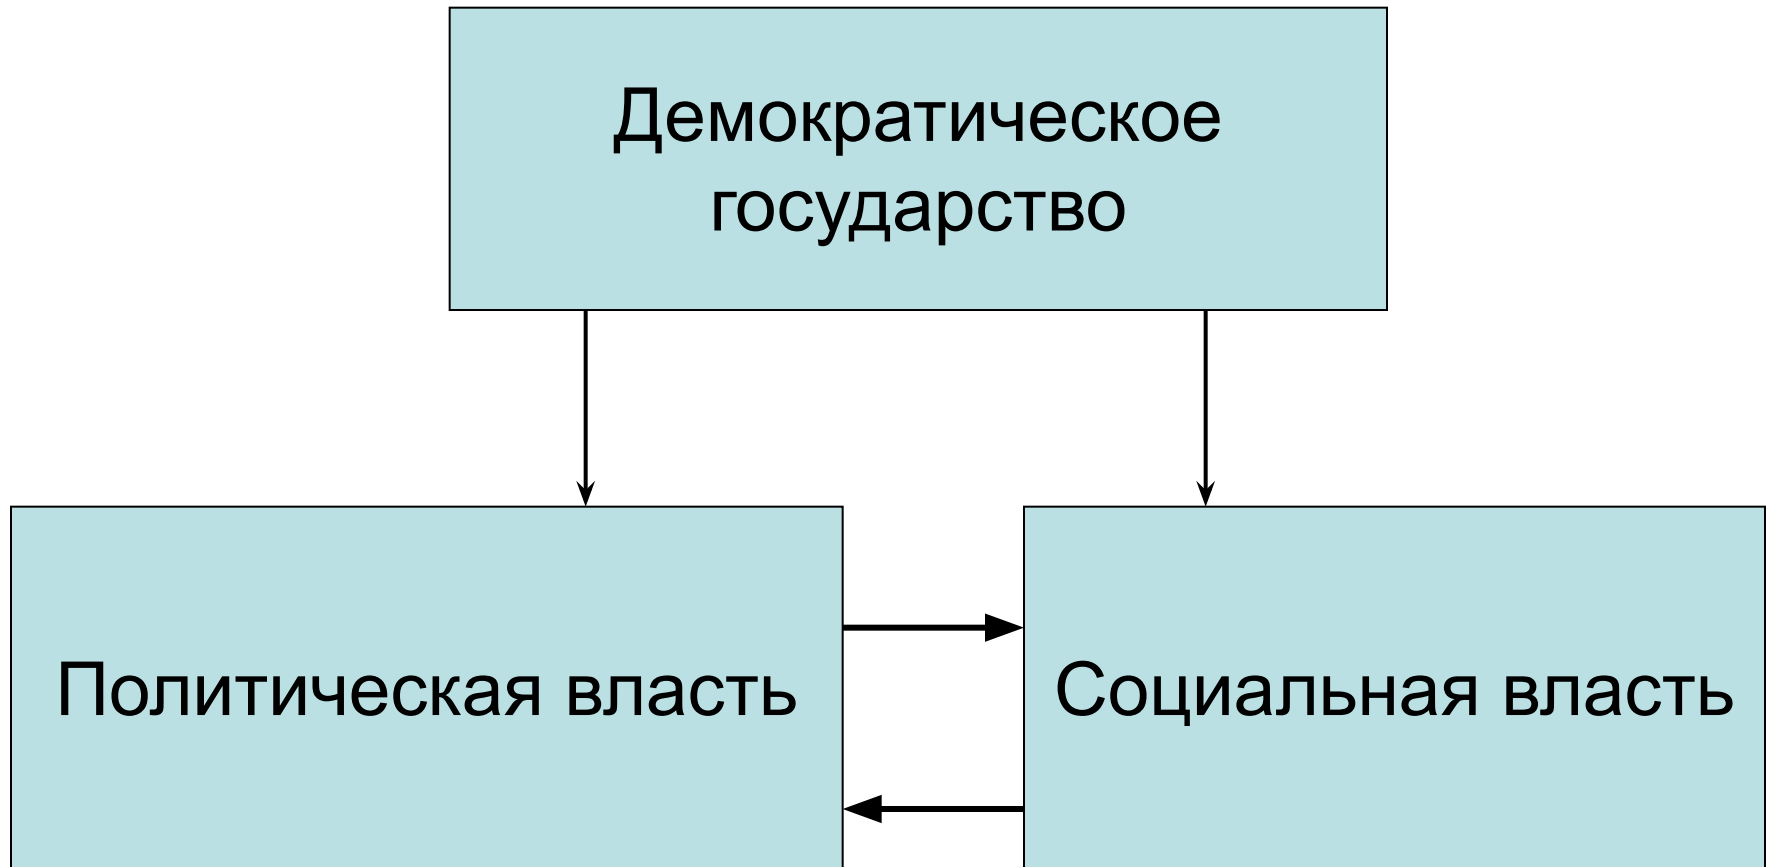 Демократическое
государство
Политическая власть
Социальная власть